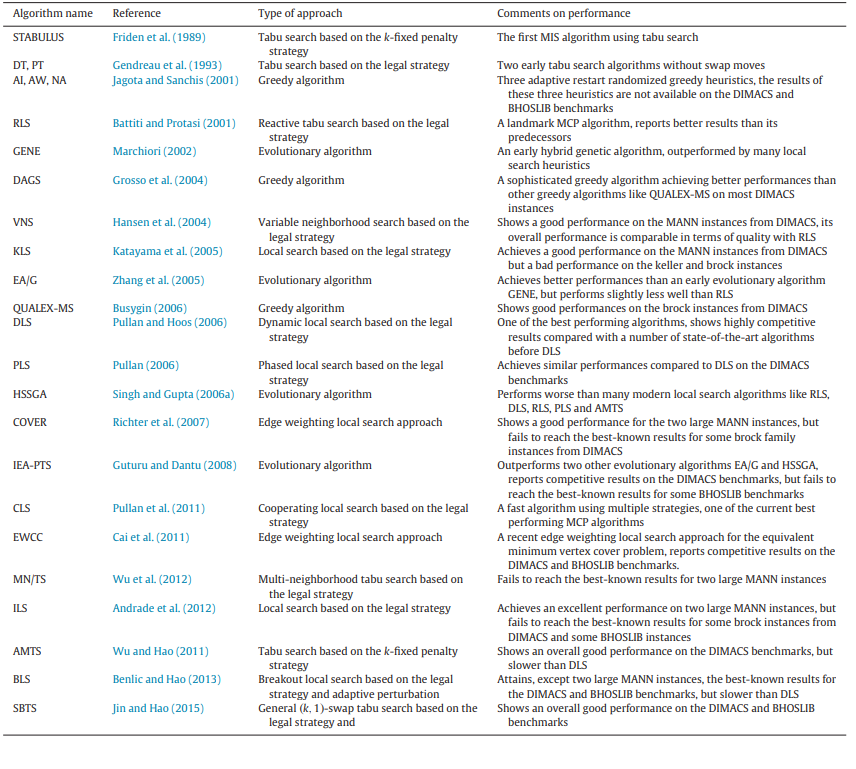 Algorithm name Reference Type of approach Comments on performance
STABULUS Friden et al. (1989) Tabu search based on the k-fixed penalty The first MIS algorithm using tabu search
strategy
DT, PT Gendreau et al. (1993) Tabu search based on the legal strategy Two early tabu search algorithms without swap moves
AI, AW, NA Jagota and Sanchis (2001) Greedy algorithm Three adaptive restart randomized greedy heuristics, the results of
these three heuristics are not available on the DIMACS and
BHOSLIB benchmarks
RLS Battiti and Protasi (2001) Reactive tabu search based on the legal A landmark MCP algorithm, reports better results than its
strategy predecessors
GENE Marchiori (2002) Evolutionary algorithm An early hybrid genetic algorithm, outperformed by many local
search heuristics
DAGS Grosso et al. (2004) Greedy algorithm A sophisticated greedy algorithm achieving better performances than
other greedy algorithms like QUALEX-MS on most DIMACS
instances
VNS Hansen et al. (2004) Variable neighborhood search based on the Shows a good performance on the MANN instances from DIMACS, its
legal strategy overall performance is comparable in terms of quality with RLS
KLS Katayama et al. (2005) Local search based on the legal strategy Achieves a good performance on the MANN instances from DIMACS
but a bad performance on the keller and brock instances
EA/G Zhang et al. (2005) Evolutionary algorithm Achieves better performances than an early evolutionary algorithm
GENE, but performs slightly less well than RLS
QUALEX-MS Busygin (2006) Greedy algorithm Shows good performances on the brock instances from DIMACS
DLS Pullan and Hoos (2006) Dynamic local search based on the legal One of the best performing algorithms, shows highly competitive
strategy results compared with a number of state-of-the-art algorithms
before DLS
PLS Pullan (2006) Phased local search based on the legal Achieves similar performances compared to DLS on the DIMACS
strategy benchmarks
HSSGA Singh and Gupta (2006a) Evolutionary algorithm Performs worse than many modern local search algorithms like RLS,
DLS, RLS, PLS and AMTS
COVER Richter et al. (2007) Edge weighting local search approach Shows a good performance for the two large MANN instances, but
fails to reach the best-known results for some brock family
instances from DIMACS
IEA-PTS Guturu and Dantu (2008) Evolutionary algorithm Outperforms two other evolutionary algorithms EA/G and HSSGA,
reports competitive results on the DIMACS benchmarks, but fails to
reach the best-known results for some BHOSLIB benchmarks
CLS Pullan et al. (2011) Cooperating local search based on the legal A fast algorithm using multiple strategies, one of the current best
strategy performing MCP algorithms
EWCC Cai et al. (2011) Edge weighting local search approach A recent edge weighting local search approach for the equivalent
minimum vertex cover problem, reports competitive results on the
DIMACS and BHOSLIB benchmarks.
MN/TS Wu et al. (2012) Multi-neighborhood tabu search based on Fails to reach the best-known results for two large MANN instances
the legal strategy
ILS Andrade et al. (2012) Local search based on the legal strategy Achieves an excellent performance on two large MANN instances, but
fails to reach the best-known results for some brock instances from
DIMACS and some BHOSLIB instances
AMTS Wu and Hao (2011) Tabu search based on the k-fixed penalty Shows an overall good performance on the DIMACS benchmarks, but
strategy slower than DLS
BLS Benlic and Hao (2013) Breakout local search based on the legal Attains, except two large MANN instances, the best-known results for
strategy and adaptive perturbation the DIMACS and BHOSLIB benchmarks, but slower than DLS
SBTS Jin and Hao (2015) General (k, 1)-swap tabu search based on the Shows an overall good performance on the DIMACS and BHOSLIB
legal strategy and benchmarks